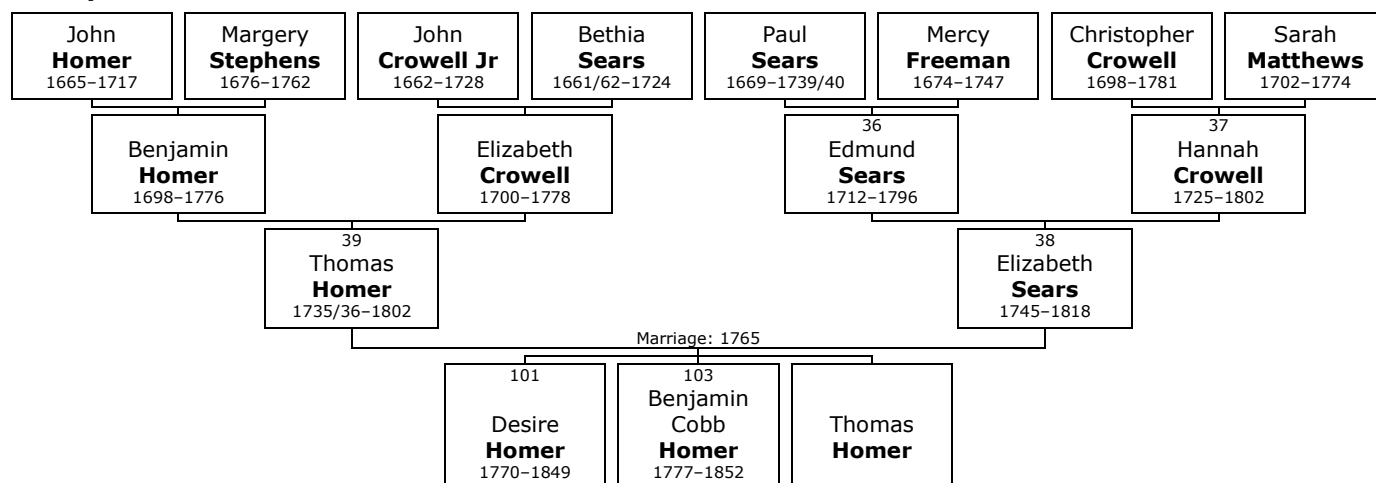 John
Homer
1665–1717
Margery
Stephens
1676–1762
John
Crowell Jr
1662–1728
Bethia
Sears
1661/62–1724
Paul
Sears
1669–1739/40
Mercy
Freeman
1674–1747
Christopher
Crowell
1698–1781
Sarah
Matthews
1702–1774
Benjamin
Homer
1698–1776
Elizabeth
Crowell
1700–1778
36
Edmund
Sears
1712–1796
37
Hannah
Crowell
1725–1802
39
Thomas
Homer
1735/36–1802
38
Elizabeth
Sears
1745–1818
Marriage: 1765
101
Desire
Homer
1770–1849
103
Benjamin
Cobb
Homer
1777–1852
Thomas
Homer